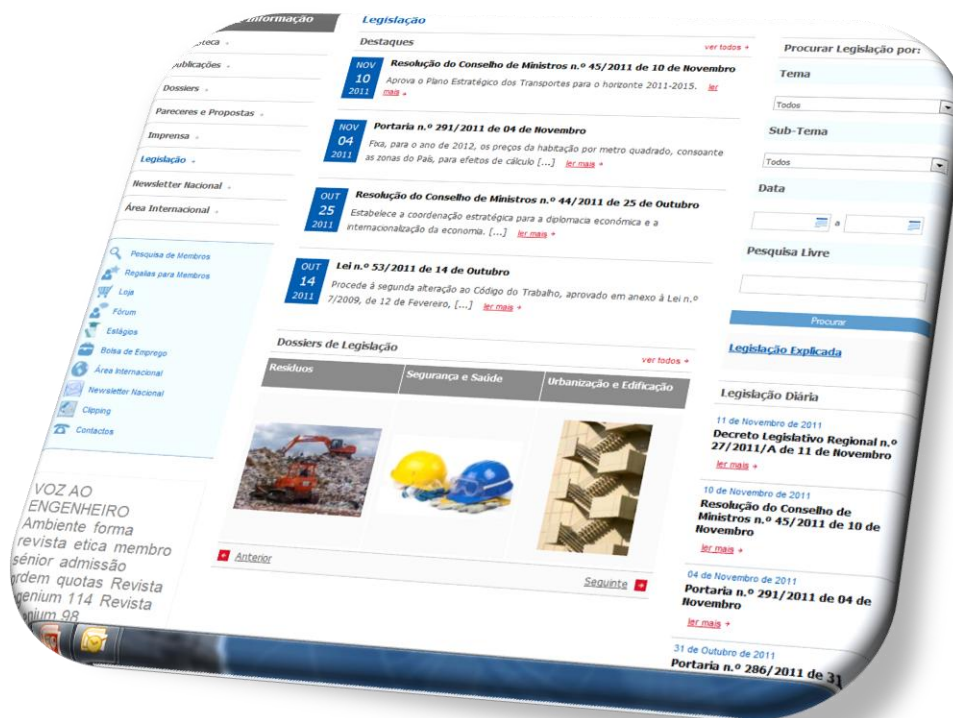 Informação
Publicações
Dossiers
Pareceres e Propostas
Imprensa
Legislação
Newsletter Nacional
Área Internacional
Pesquisa de Membros
Regalias para Membros
Loja
Fórum
Estágios
Bolsa de Emprego
Área Internacional
Newsletter Nacional
Clipping
Contactos
VOZ AO
ENGENHEIRO
Ambiente forma
revista etica membro
sénior admissão
ordem quotas Revista
114 Revista
98
Legislação
Destaques
ver todos
NOV
10
2011
Resolução do Conselho de Ministros n.º 45/2011 de 10 de Novembro
Aprova o Plano Estratégico dos Transportes para o horizonte 2011-2015. ler
mais
NOV
04
2011
Portaria n.º 291/2011 de 04 de Novembro
Fixa, para o ano de 2012, os preços da habitação por metro quadrado, consoante
as zonas do País, para efeitos de cálculo [...] ler mais
OUT
25
2011
Resolução do Conselho de Ministros n.º 44/2011 de 25 de Outubro
Estabelece a coordenação estratégica para a diplomacia económica e a
internacionalização da economia. [...] ler mais
OUT
14
2011
Lei n.º 53/2011 de 14 de Outubro
Procede à segunda alteração ao Código do Trabalho, aprovado em anexo à Lei n.º
7/2009, de 12 de Fevereiro, [...] ler mais
Dossiers de Legislação
ver todos
Resíduos
Segurança e Saúde
Urbanização e Edificação
Anterior
Seguinte
Procurar Legislação por:
Tema
Todos
Sub-Tema
Todos
Data
a
Pesquisa Livre
Procurar
Legislação Explicada
Legislação Diária
11 de Novembro de 2011
Decreto Legislativo Regional n.º
27/2011/A de 11 de Novembro
ler mais
10 de Novembro de 2011
Resolução do Conselho de
Ministros n.º 45/2011 de 10 de
Novembro
ler mais
04 de Novembro de 2011
Portaria n.º 291/2011 de 04 de
Novembro
ler mais
31 de Outubro de 2011
Portaria n.º 286/2011 de 31